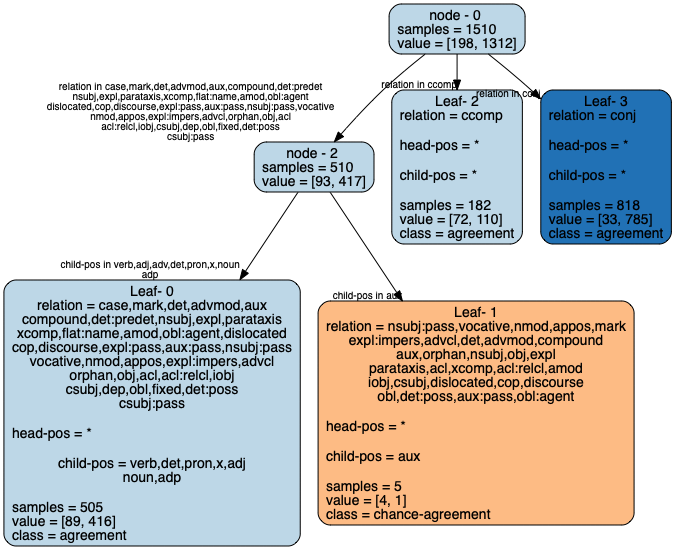 node - 0
samples = 1510
value = [198, 1312]
relation in case,mark,det,advmod,aux,compound,det:predet
nsubj,expl,parataxis,xcomp,flat:name,amod,obl:agent
dislocated,cop,discourse,expl:pass,aux:pass,nsubj:pass,vocative
nmod,appos,expl:impers,advcl,orphan,obj,acl
acl:relcl,iobj,csubj,dep,obl,fixed,det:poss
csubj:pass
relation in ccomp
relation in conj
Leaf- 2
relation = ccomp
head-pos = *
child-pos = *
samples = 182
value = [72, 110]
class = agreement
Leaf- 3
relation = conj
head-pos = *
child-pos = *
samples = 818
value = [33, 785]
class = agreement
node - 2
samples = 510
value = [93, 417]
child-pos in verb,adj,adv,det,pron,x,noun
adp
child-pos in aux
Leaf- 0
relation = case,mark,det,advmod,aux
compound,det:predet,nsubj,expl,parataxis
xcomp,flat:name,amod,obl:agent,dislocated
cop,discourse,expl:pass,aux:pass,nsubj:pass
vocative,nmod,appos,expl:impers,advcl
orphan,obj,acl,acl:relcl,iobj
csubj,dep,obl,fixed,det:poss
csubj:pass
head-pos = *
child-pos = verb,det,pron,x,adj
noun,adp
samples = 505
value = [89, 416]
class = agreement
Leaf- 1
relation = nsubj:pass,vocative,nmod,appos,mark
expl:impers,advcl,det,advmod,compound
aux,orphan,nsubj,obj,expl
parataxis,acl,xcomp,acl:relcl,amod
iobj,csubj,dislocated,cop,discourse
obl,det:poss,aux:pass,obl:agent
head-pos = *
child-pos = aux
samples = 5
value = [4, 1]
class = chance-agreement